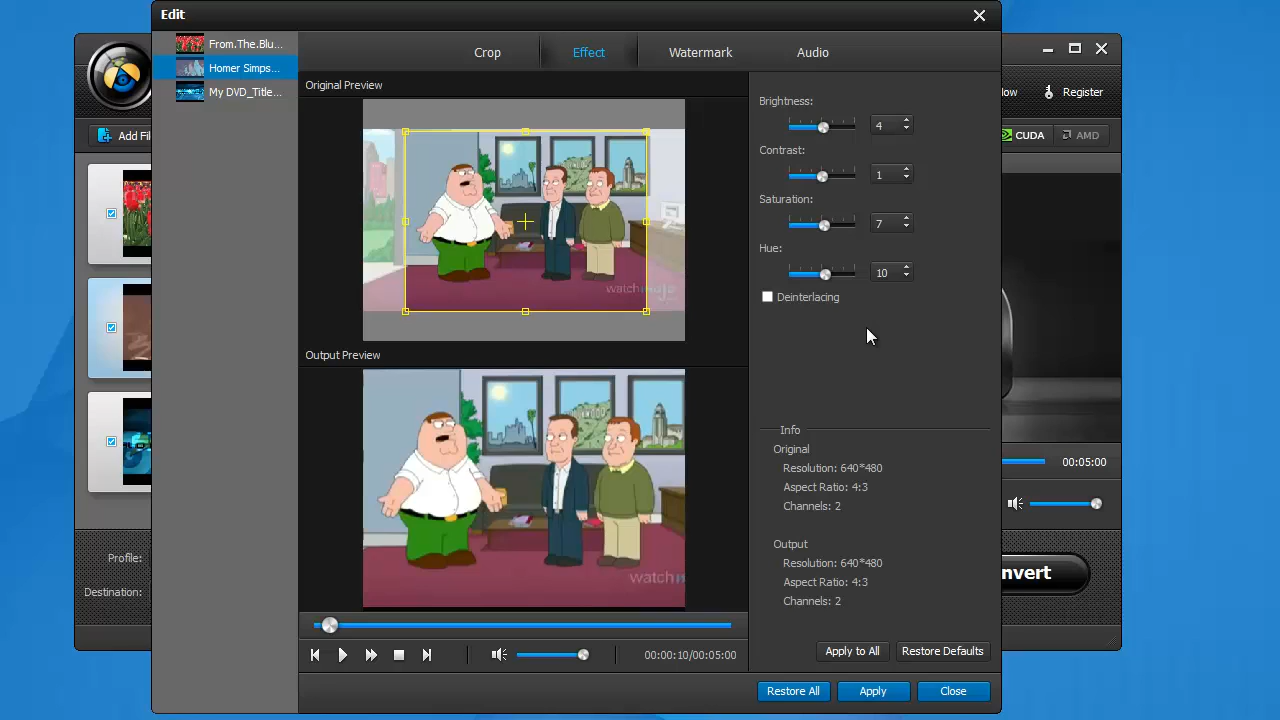 Edit
From.The.Blu...
Homer Simps...
My DVD_Title...
Crop
Effect
Watermark
Audio
Original Preview
watchmojo
Output Preview
watchm
00:00:10/00:05:00
Brightness:
4
Contrast:
1
Saturation:
7
Hue:
10
Deinterlacing
Info
Original
Resolution: 640*480
Aspect Ratio: 4:3
Channels: 2
Output
Resolution: 640*480
Aspect Ratio: 4:3
Channels: 2
Apply to All
Restore Defaults
Restore All
Apply
Close
Add Fil
low
Register
CUDA
AMD
00:05:00
Profile:
Destination:
nvert